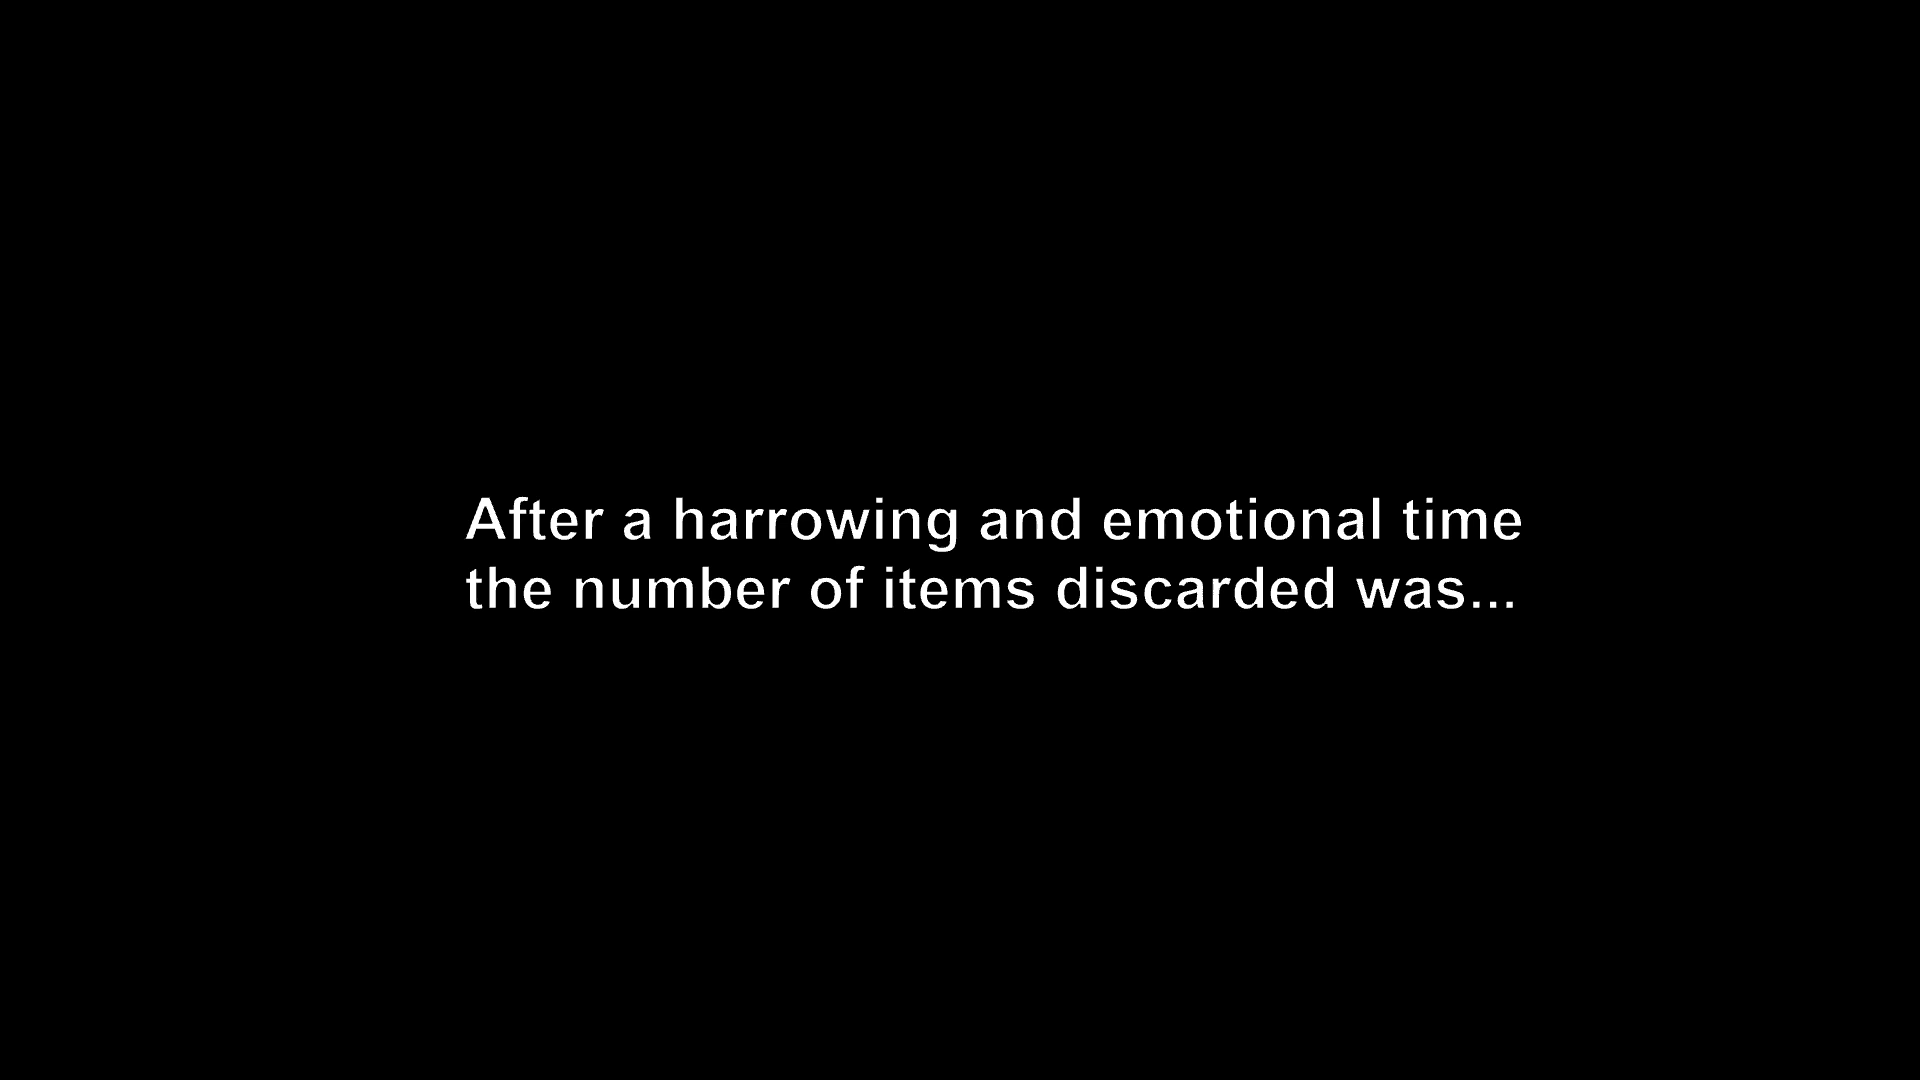 After a harrowing and emotional time
the number of items discarded was...